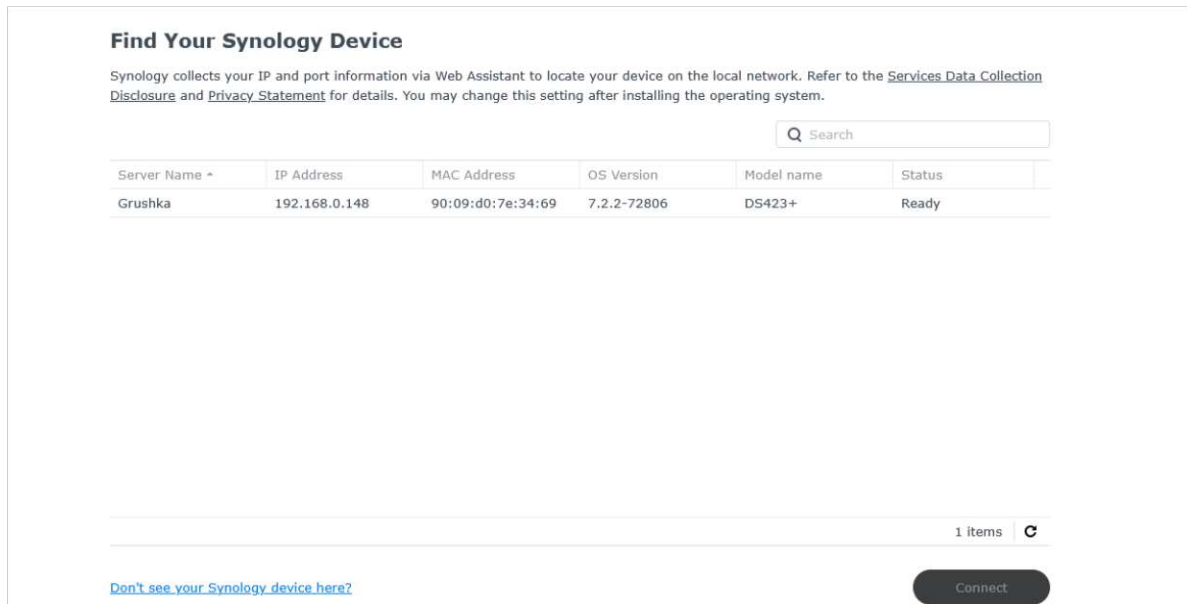 Find Your Synology Device
Synology collects your IP and port information via Web Assistant to locate your device on the local network. Refer to the Services Data Collection
Disclosure and Privacy Statement for details. You may change this setting after installing the operating system.
Search
Server Name IP Address MAC Address OS Version Model name Status
Grushka 192.168.0.148 90:09:d0:7e:34:69 7.2.2-72806 DS423+ Ready
1 items
Don't see your Synology device here? Connect